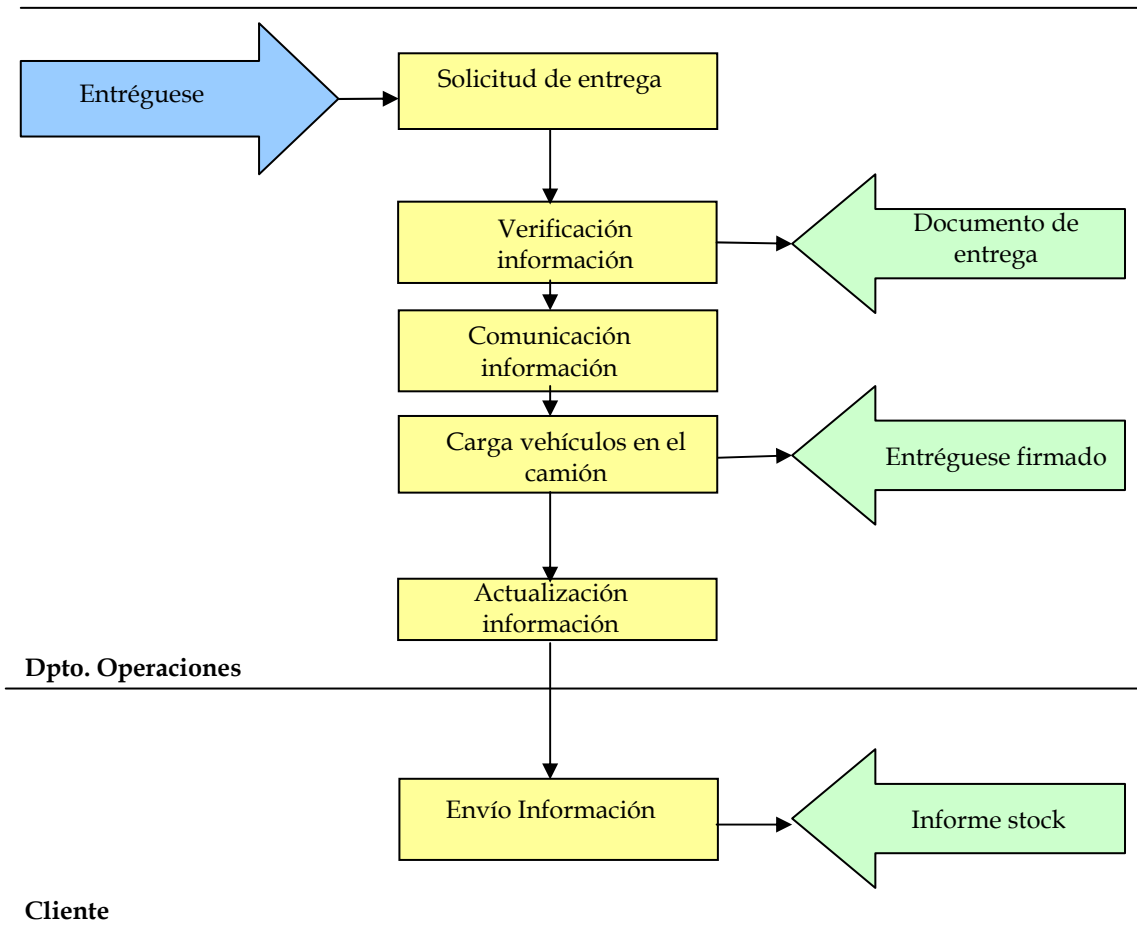 Entréguese
Solicitud de entrega
Verificación
información
Documento de
entrega
Comunicación
información
Carga vehículos en el
camión
Entréguese firmado
Actualización
información
Dpto. Operaciones
Envío Información
Informe stock
Cliente